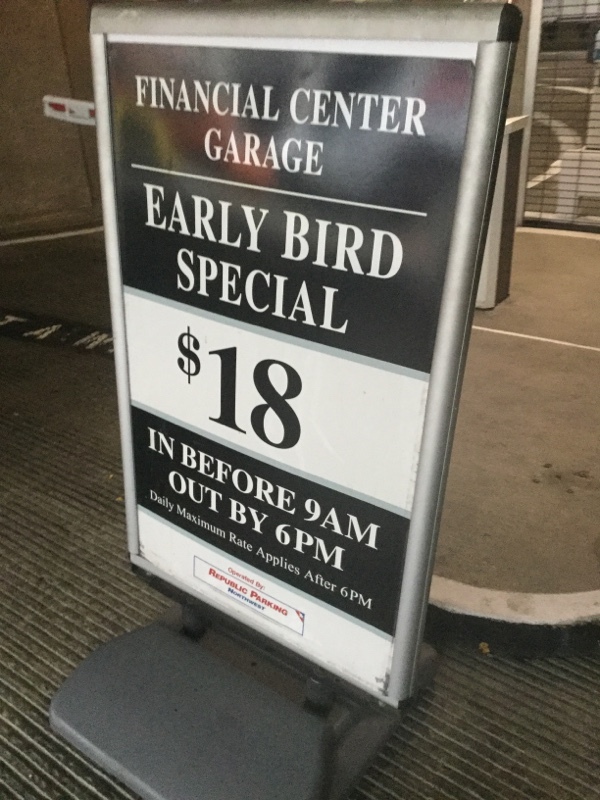 FINANCIAL CENTER
GARAGE
EARLY BIRD
SPECIAL
$18
IN BEFORE 9AM
OUT BY 6PM
Daily Maximum Rate Applies After 6PM
Operated By:
REPUBLIC PARKING
NORTHWEST